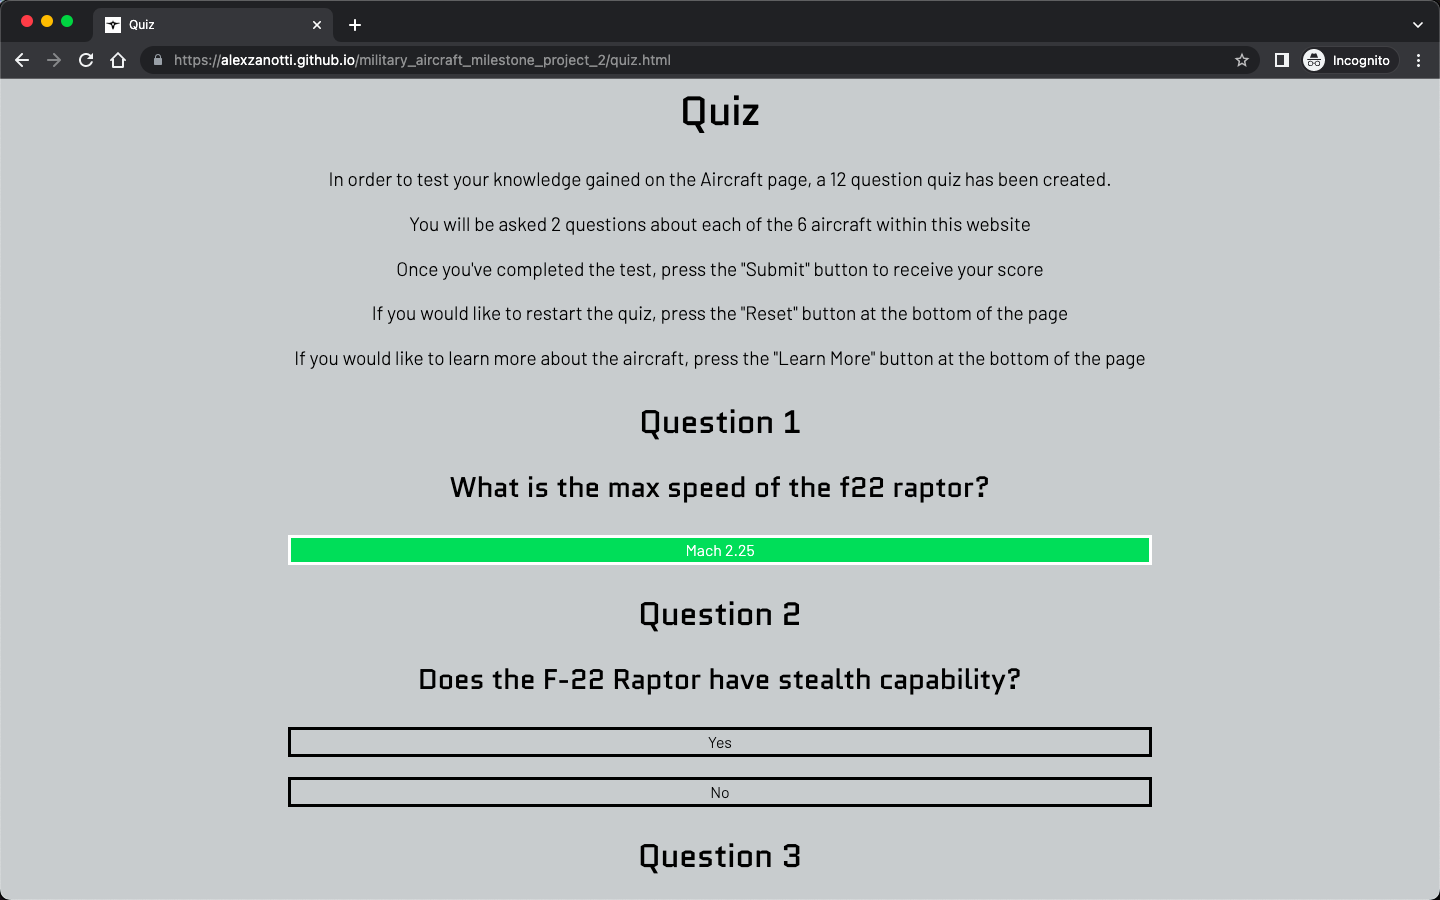 Quiz
https://alexzanotti.github.io/military_aircraft_milestone_project_2/quiz.html
Incognito
Quiz
In order to test your knowledge gained on the Aircraft page, a 12 question quiz has been created.
You will be asked 2 questions about each of the 6 aircraft within this website
Once you've completed the test, press the "Submit" button to receive your score
If you would like to restart the quiz, press the "Reset" button at the bottom of the page
If you would like to learn more about the aircraft, press the "Learn More" button at the bottom of the page
Question 1
What is the max speed of the f22 raptor?
Mach 2.25
Question 2
Does the F-22 Raptor have stealth capability?
Yes
No
Question 3